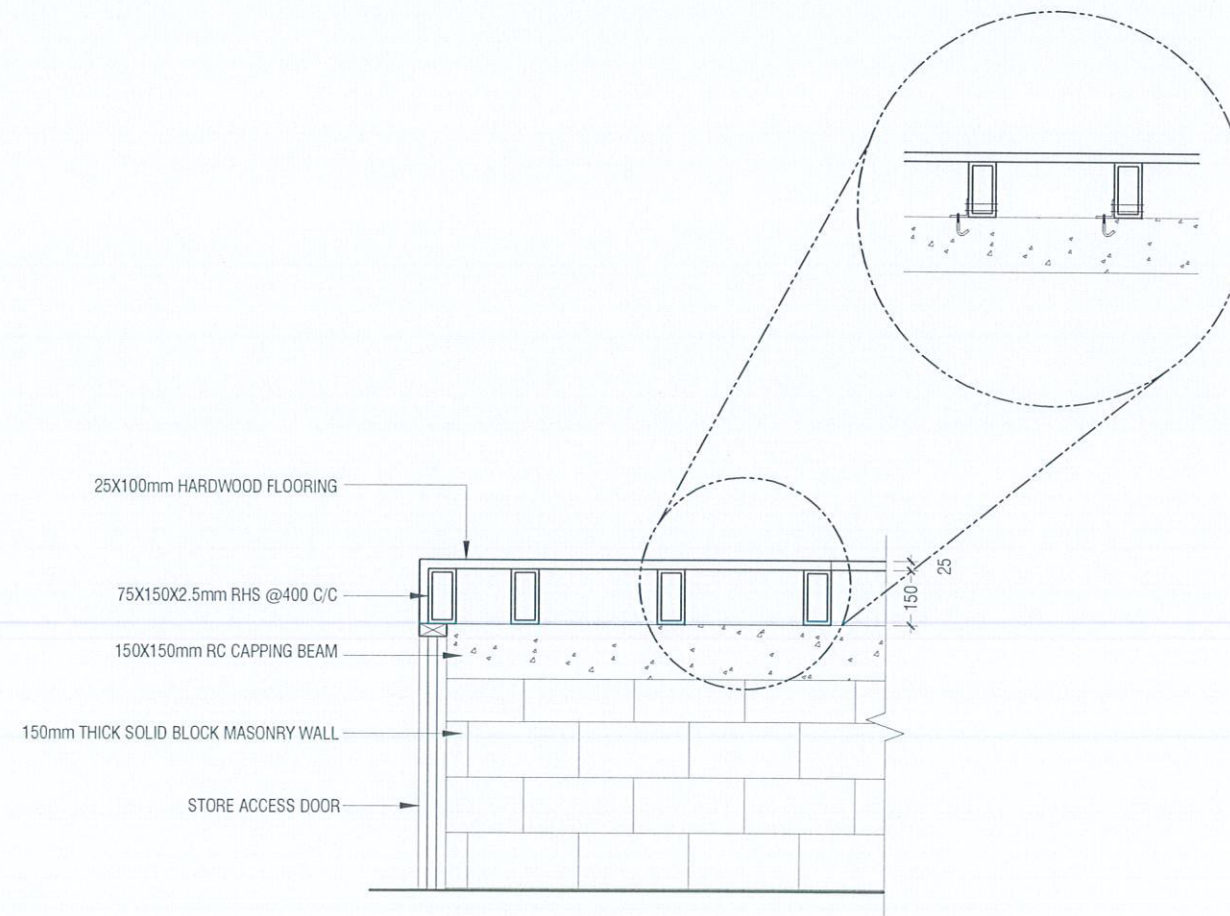 25X100mm HARDWOOD FLOORING
75X150X2.5mm RHS @400 C/C
150X150mm RC CAPPING BEAM
150mm THICK SOLID BLOCK MASONRY WALL
STORE ACCESS DOOR
25
150